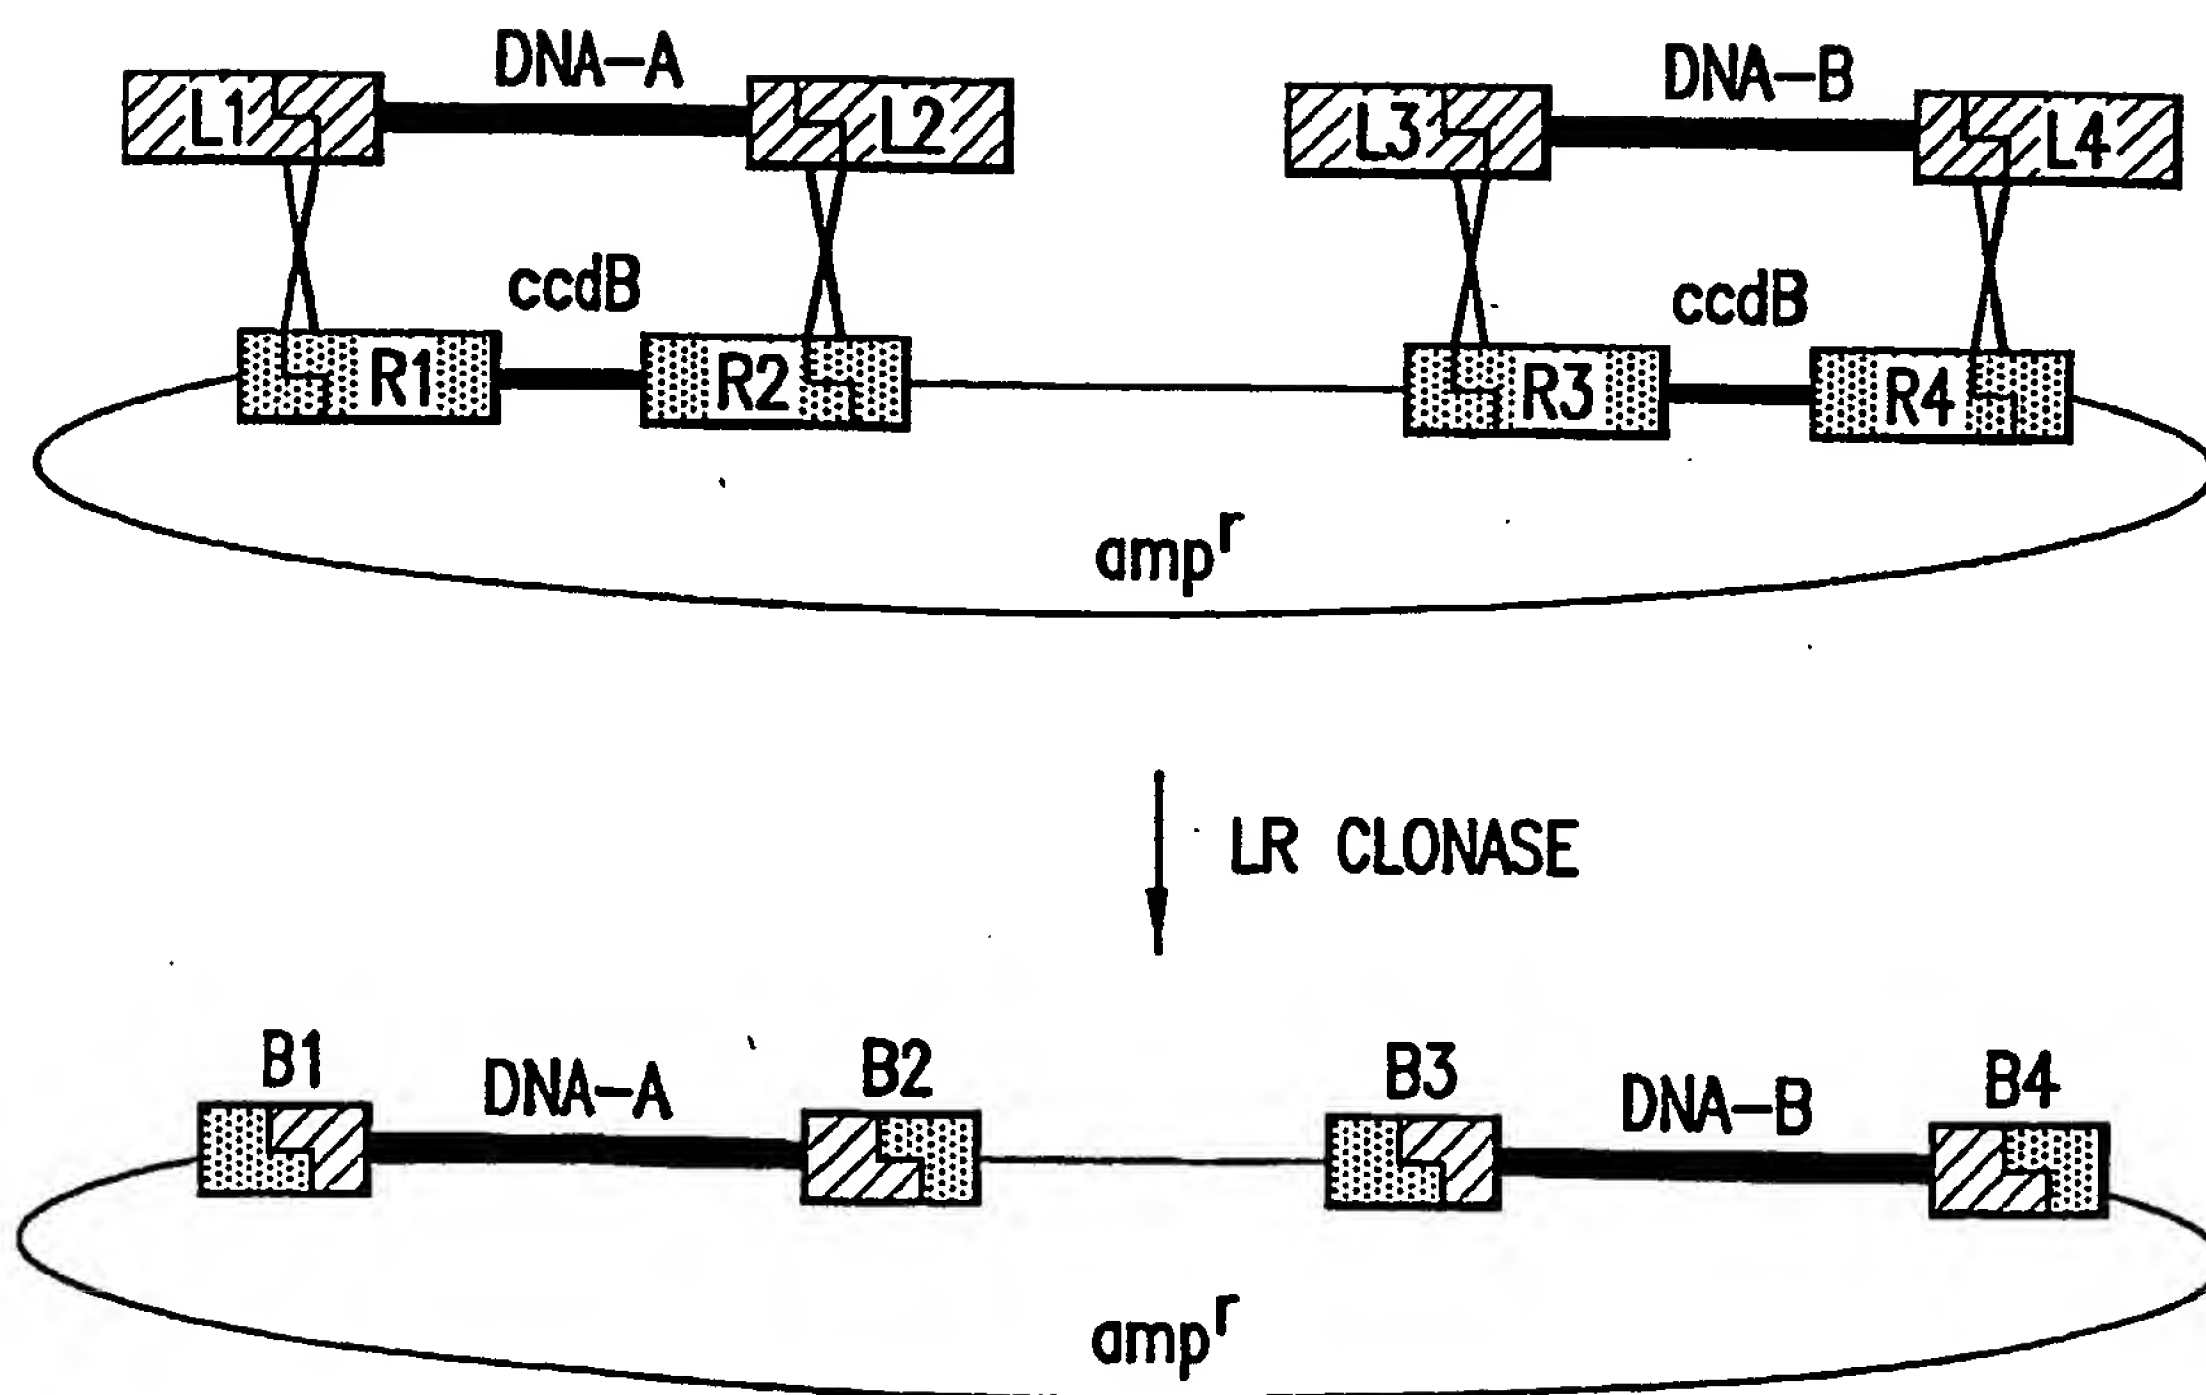 DNA-A DNA-B
L1 L2 L3 L4
ccdB ccdB
R1 R2 R3 R4
amp^r
LR CLONASE
B1 B2 B3 B4
DNA-A DNA-B
amp^r